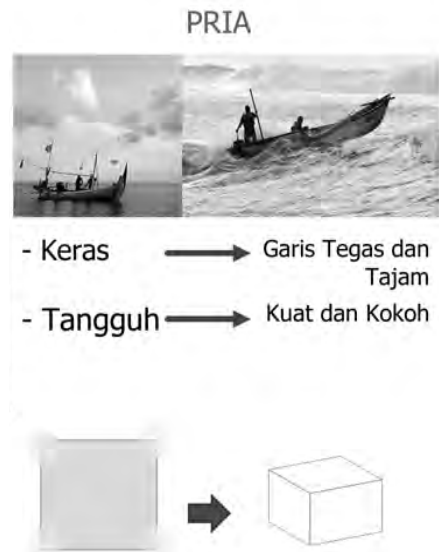 PRIA
- Keras
Garis Tegas dan
Tajam
- Tangguh
Kuat dan Kokoh